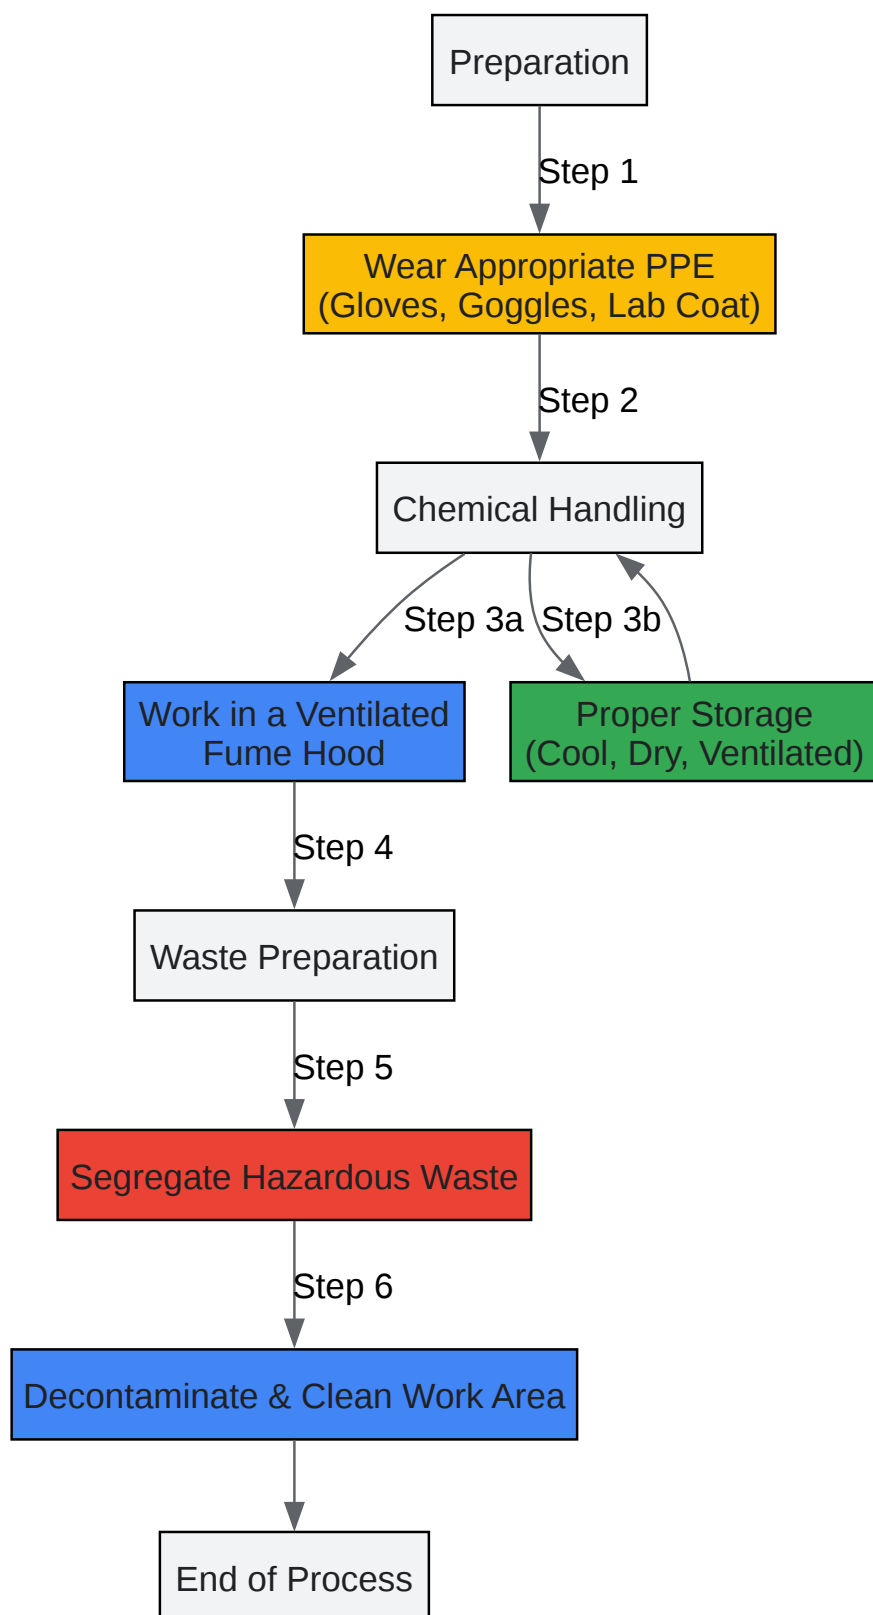 Preparation
Step 1
Wear Appropriate PPE
(Gloves, Goggles, Lab Coat)
Step 2
Chemical Handling
Step 3a
Step 3b
Work in a Ventilated
Fume Hood
Proper Storage
(Cool, Dry, Ventilated)
Step 4
Waste Preparation
Step 5
Segregate Hazardous Waste
Step 6
Decontaminate & Clean Work Area
End of Process